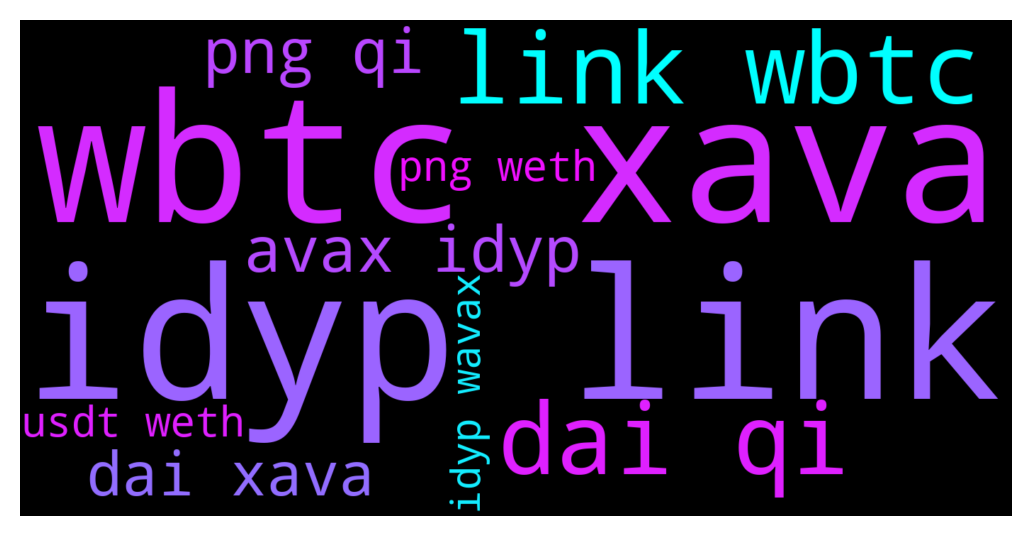 png qi
link wbtc
wbtc xava
png weth
avax idyp
idyp link
idyp wavax
usdt weth
dai qi
dai xava